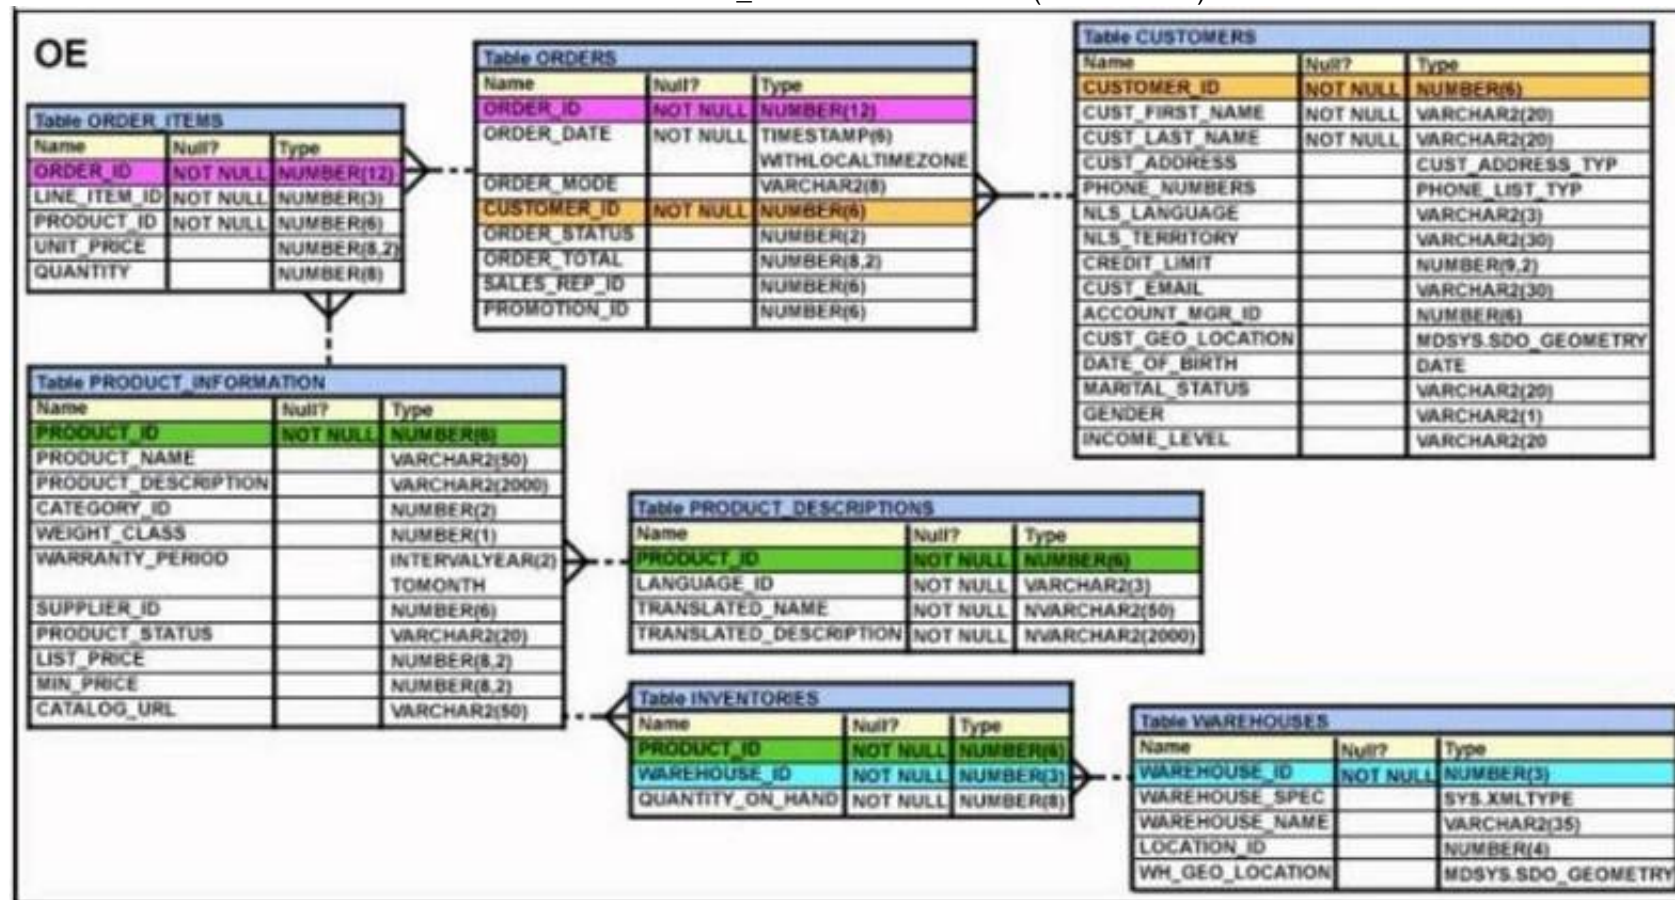 OE
Table ORDER_ITEMS
Name Null? Type
ORDER_ID NOT NULL NUMBER(12)
LINE_ITEM_ID NOT NULL NUMBER(3)
PRODUCT_ID NOT NULL NUMBER(6)
UNIT_PRICE NUMBER(8,2)
QUANTITY NUMBER(8)
Table ORDERS
Name Null? Type
ORDER_ID NOT NULL NUMBER(12)
ORDER_DATE NOT NULL TIMESTAMP(6)
WITHLOCALTIMEZONE
ORDER_MODE VARCHAR2(8)
CUSTOMER_ID NOT NULL NUMBER(6)
ORDER_STATUS NUMBER(2)
ORDER_TOTAL NUMBER(8,2)
SALES_REP_ID NUMBER(6)
PROMOTION_ID NUMBER(6)
Table CUSTOMERS
Name Null? Type
CUSTOMER_ID NOT NULL NUMBER(6)
CUST_FIRST_NAME NOT NULL VARCHAR2(20)
CUST_LAST_NAME NOT NULL VARCHAR2(20)
CUST_ADDRESS CUST_ADDRESS_TYP
PHONE_NUMBERS PHONE_LIST_TYP
NLS_LANGUAGE VARCHAR2(3)
NLS_TERRITORY VARCHAR2(30)
CREDIT_LIMIT NUMBER(9,2)
CUST_EMAIL VARCHAR2(30)
ACCOUNT_MGR_ID NUMBER(6)
CUST_GEO_LOCATION MDSYS.SDO_GEOMETRY
DATE_OF_BIRTH DATE
MARITAL_STATUS VARCHAR2(20)
GENDER VARCHAR2(1)
INCOME_LEVEL VARCHAR2(20
Table PRODUCT_INFORMATION
Name Null? Type
PRODUCT_ID NOT NULL NUMBER(6)
PRODUCT_NAME VARCHAR2(50)
PRODUCT_DESCRIPTION VARCHAR2(2000)
CATEGORY_ID NUMBER(2)
WEIGHT_CLASS NUMBER(1)
WARRANTY_PERIOD INTERVALYEAR(2)
TOMONTH
SUPPLIER_ID NUMBER(6)
PRODUCT_STATUS VARCHAR2(20)
LIST_PRICE NUMBER(8,2)
MIN_PRICE NUMBER(8,2)
CATALOG_URL VARCHAR2(50)
Table PRODUCT_DESCRIPTIONS
Name Null? Type
PRODUCT_ID NOT NULL NUMBER(6)
LANGUAGE_ID NOT NULL VARCHAR2(3)
TRANSLATED_NAME NOT NULL NVARCHAR2(50)
TRANSLATED_DESCRIPTION NOT NULL NVARCHAR2(2000)
Table INVENTORIES
Name Null? Type
PRODUCT_ID NOT NULL NUMBER(6)
WAREHOUSE_ID NOT NULL NUMBER(3)
QUANTITY_ON_HAND NOT NULL NUMBER(8)
Table WAREHOUSES
Name Null? Type
WAREHOUSE_ID NOT NULL NUMBER(3)
WAREHOUSE_SPEC SYS.XMLTYPE
WAREHOUSE_NAME VARCHAR2(35)
LOCATION_ID NUMBER(4)
WH_GEO_LOCATION MDSYS.SDO_GEOMETRY